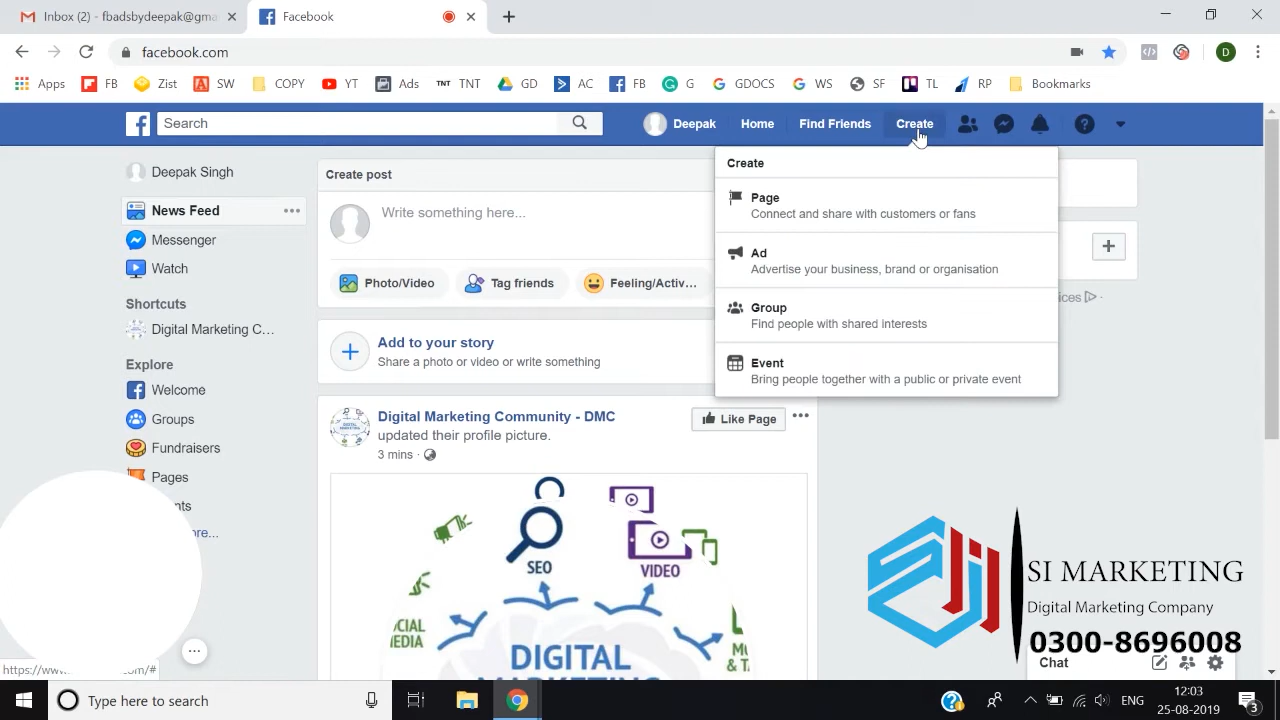 Inbox (2) - fbadsbydeepak@gma
Facebook
facebook.com
D
Apps
FB
Zist
SW
COPY
YT
Ads
TNT
TNT
GD
AC
FB
G
GDOCS
WS
SF
TL
RP
Bookmarks
Search
Deepak
Home
Find Friends
Create
Deepak Singh
News Feed
Messenger
Watch
Shortcuts
Digital Marketing C...
Explore
Welcome
Groups
Fundraisers
Pages
Create post
Write something here...
Photo/Video
Tag friends
Feeling/Activ...
Add to your story
Share a photo or video or write something
Digital Marketing Community - DMC
updated their profile picture.
3 mins ·
Like Page
SEO
VIDEO
DIGITAL
Create
Page
Connect and share with customers or fans
Ad
Advertise your business, brand or organisation
Group
Find people with shared interests
Event
Bring people together with a public or private event
SI MARKETING
Digital Marketing Company
0300-8696008
Chat
Type here to search
ENG
12:03
25-08-2019
3